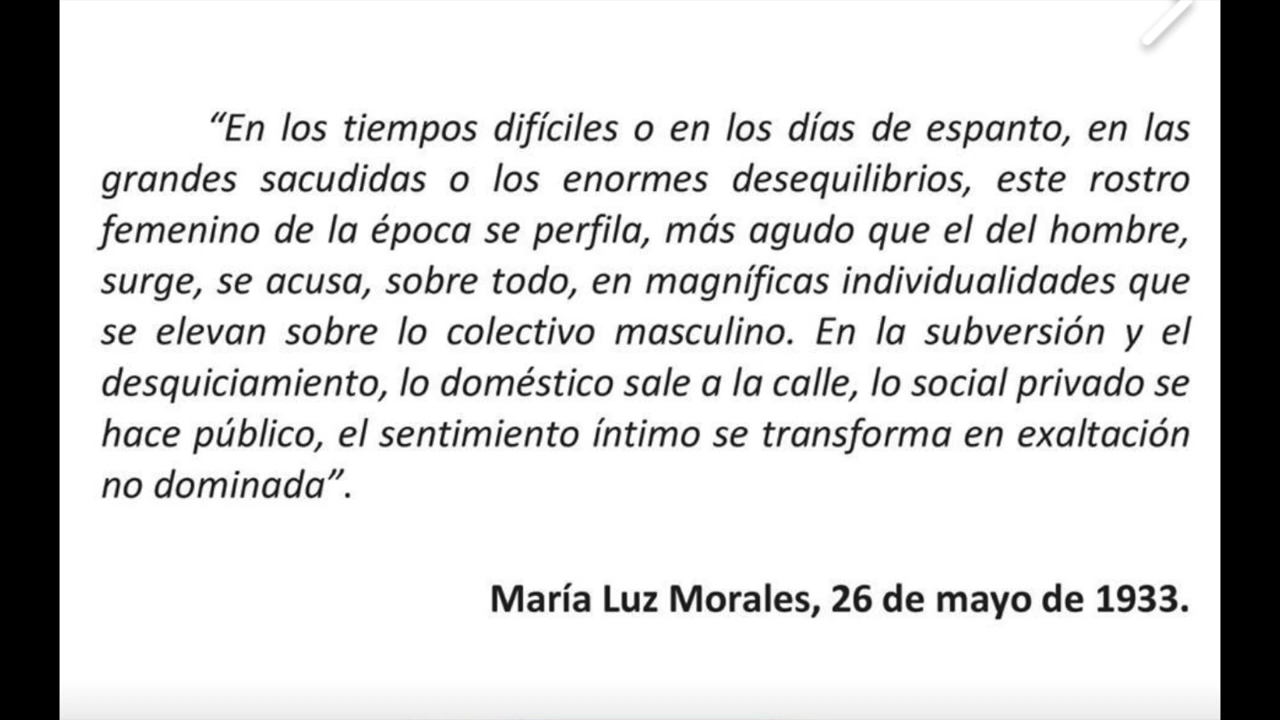 “En los tiempos difíciles o en los días de espanto, en las
grandes sacudidas o los enormes desequilibrios, este rostro
femenino de la época se perfila, más agudo que el del hombre,
surge, se acusa, sobre todo, en magníficas individualidades que
se elevan sobre lo colectivo masculino. En la subversión y el
desquiciamiento, lo doméstico sale a la calle, lo social privado se
hace público, el sentimiento íntimo se transforma en exaltación
no dominada”.
María Luz Morales, 26 de mayo de 1933.